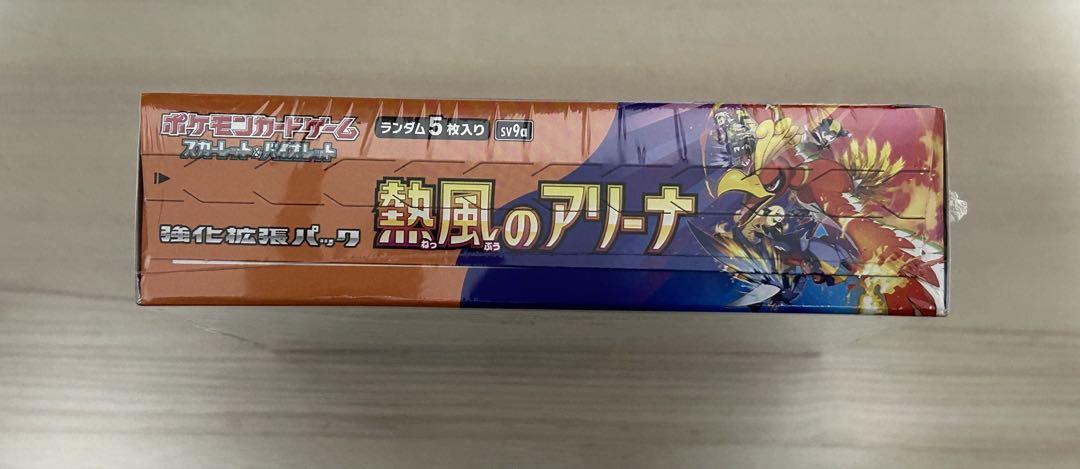 ポケモンカードゲーム
スカーレット&バイオレット
ランダム5枚入り sv9a
強化拡張パック
熱風のアリーナ
ねっ ぷう